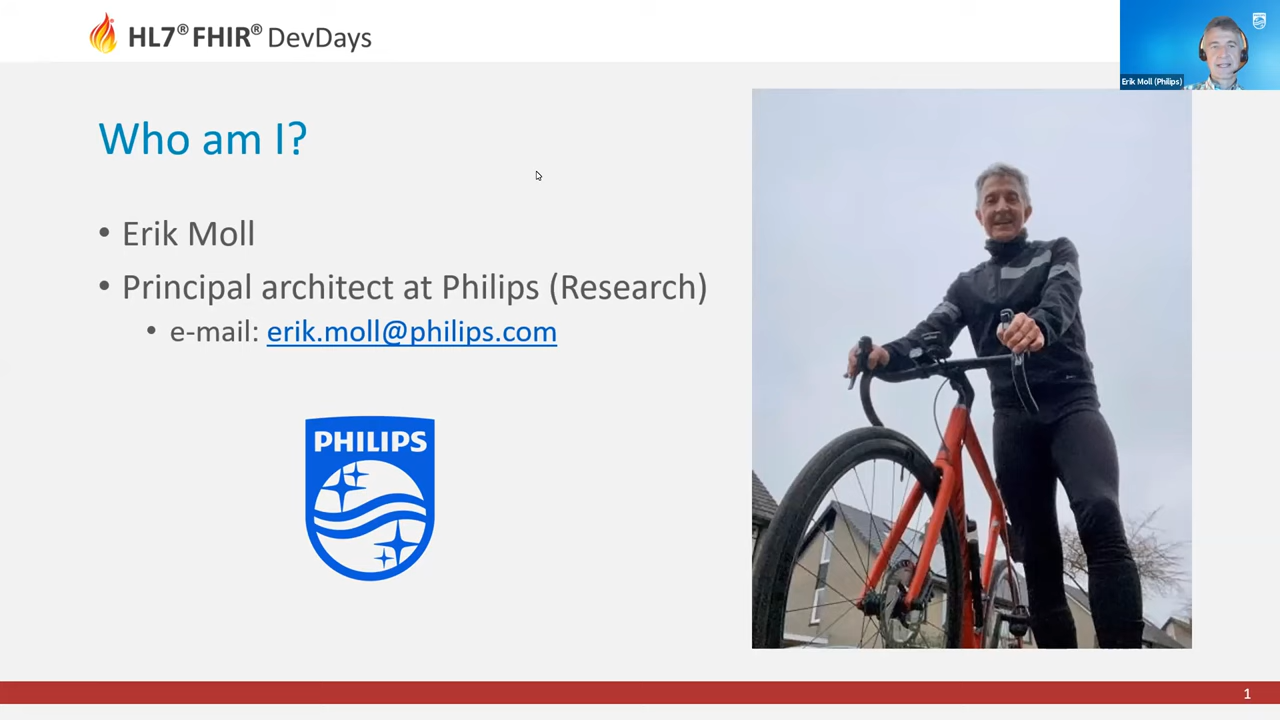 HL7® FHIR® DevDays
Erik Moll (Philips)
Who am I?
• Erik Moll
• Principal architect at Philips (Research)
• e-mail: erik.moll@philips.com
PHILIPS
1